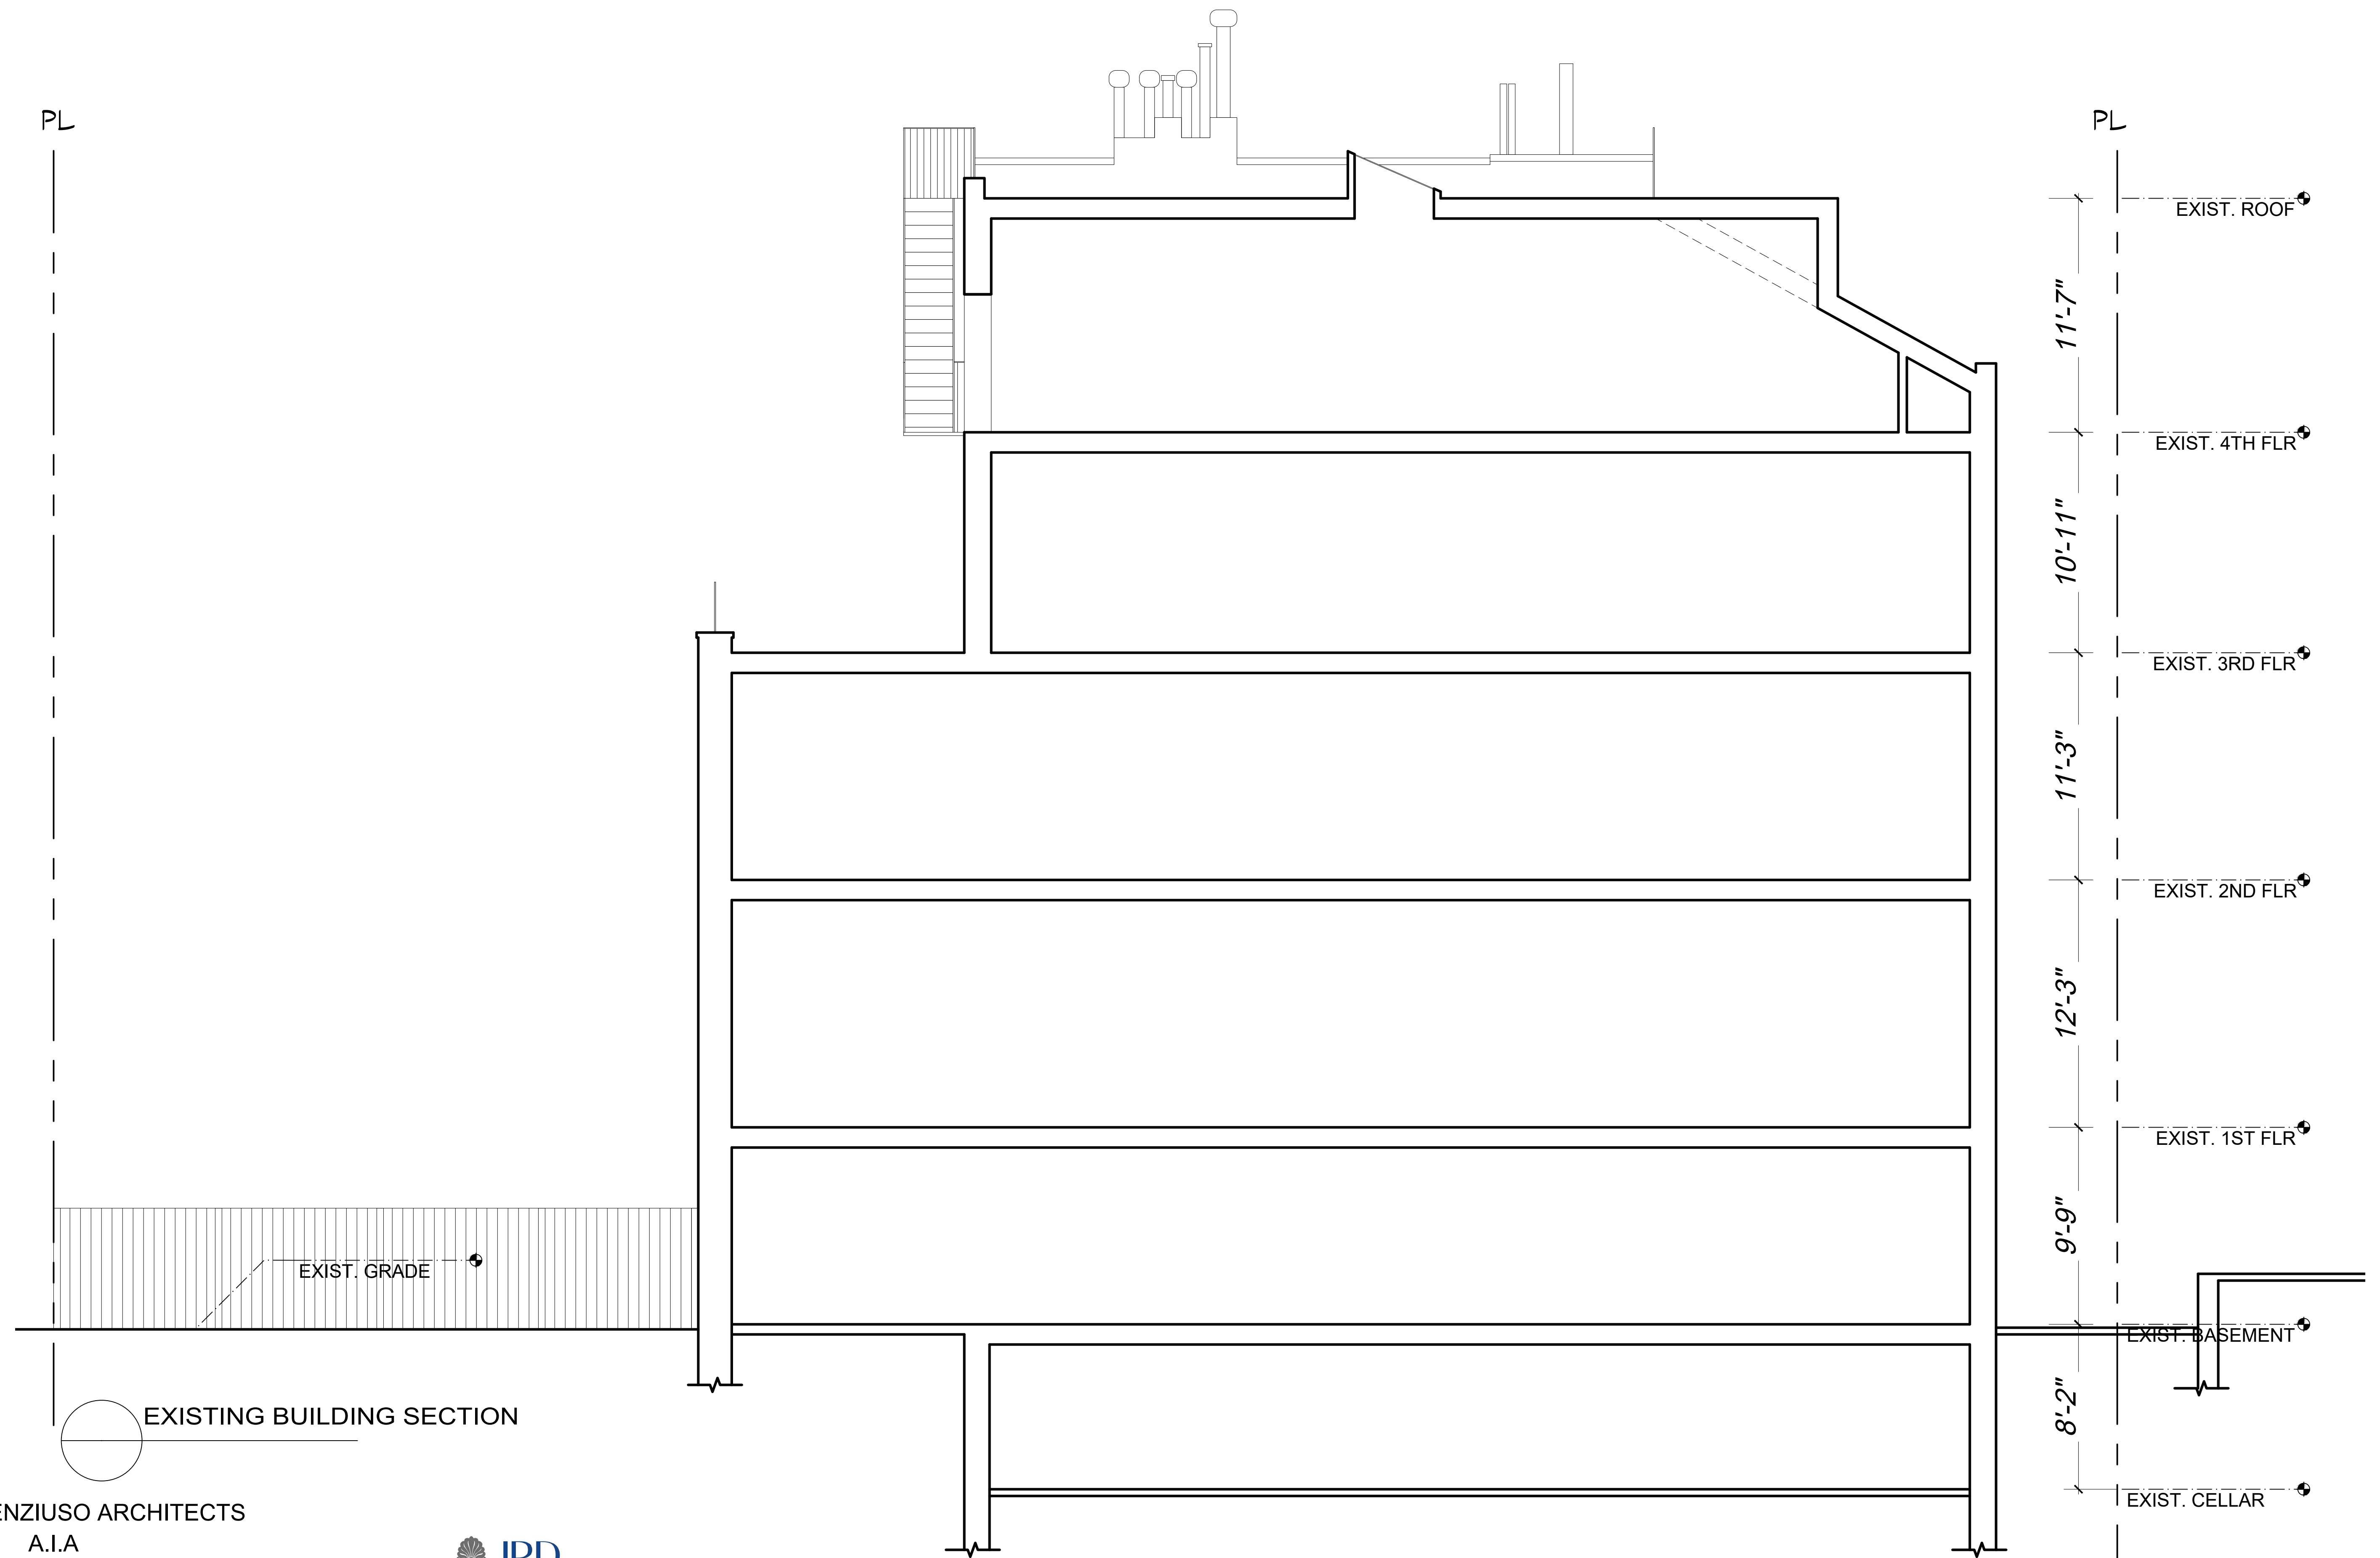 PL
PL
EXIST. ROOF
11'-7"
EXIST. 4TH FLR
10'-11"
EXIST. 3RD FLR
11'-3"
EXIST. 2ND FLR
12'-3"
EXIST. 1ST FLR
9'-9"
EXIST. GRADE
EXIST. BASEMENT
8'-2"
EXISTING BUILDING SECTION
EXIST. CELLAR
ENZIUSO ARCHITECTS
A.I.A